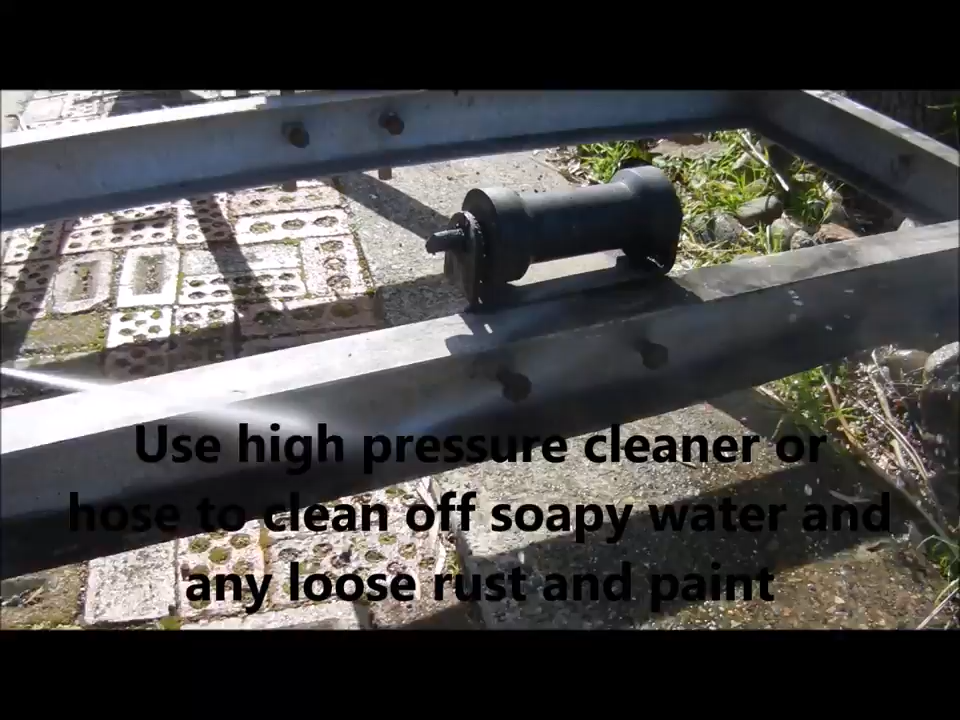 Use high pressure cleaner or
hose to clean off soapy water and
any loose rust and paint